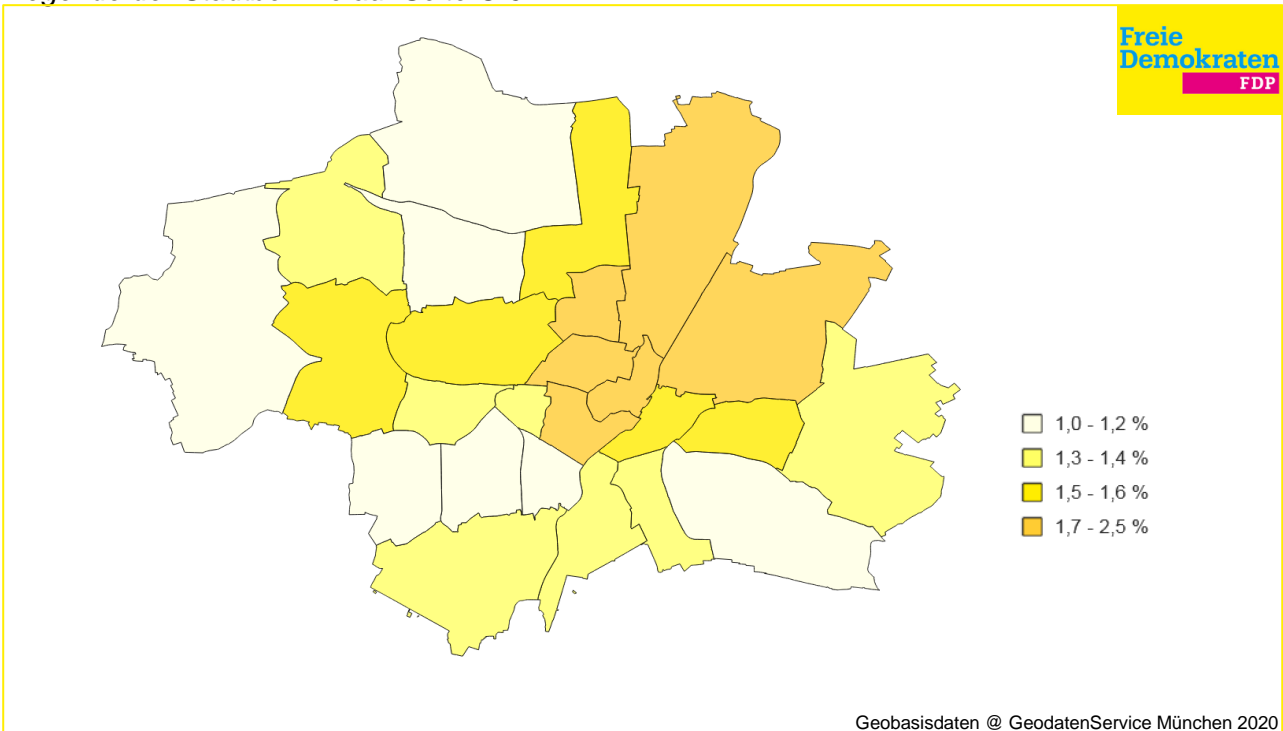 Freie
Demokraten
FDP
1,0 - 1,2 %
1,3 - 1,4 %
1,5 - 1,6 %
1,7 - 2,5 %
Geobasisdaten @ GeodatenService München 2020